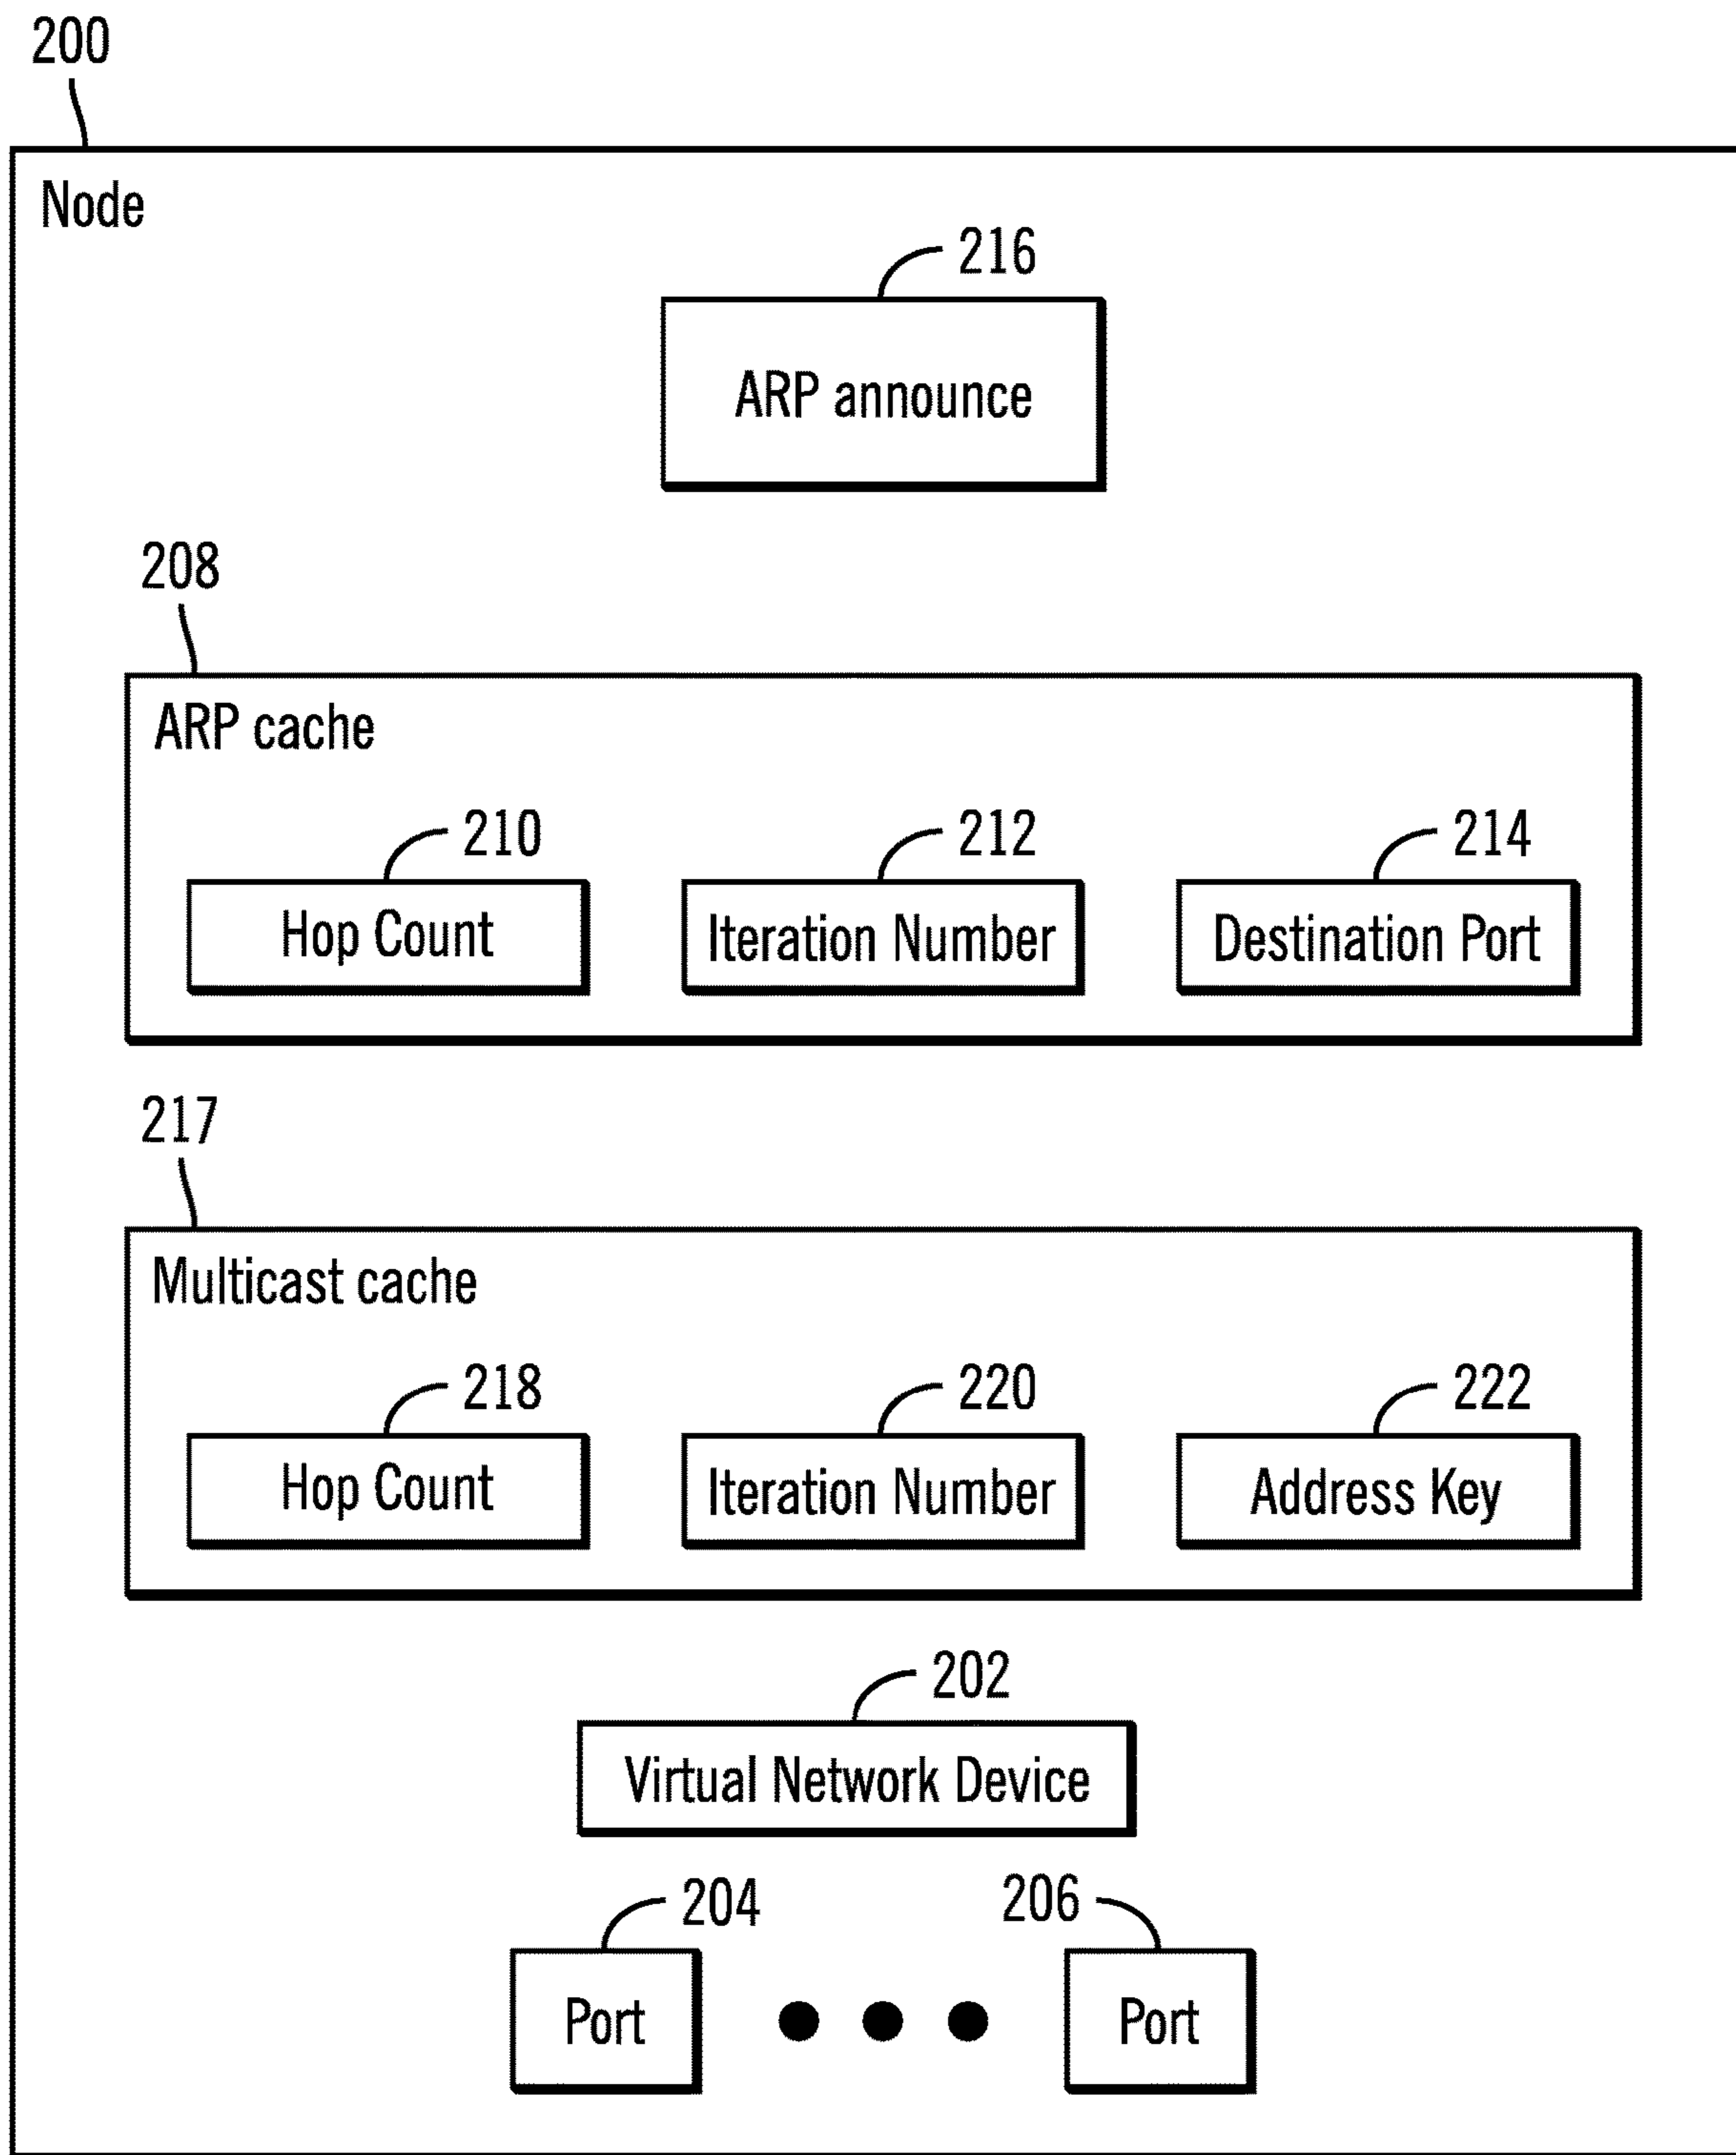 200
Node
216
ARP announce
208
ARP cache
210 212 214
Hop Count Iteration Number Destination Port
217
Multicast cache
218 220 222
Hop Count Iteration Number Address Key
202
Virtual Network Device
204 206
Port Port